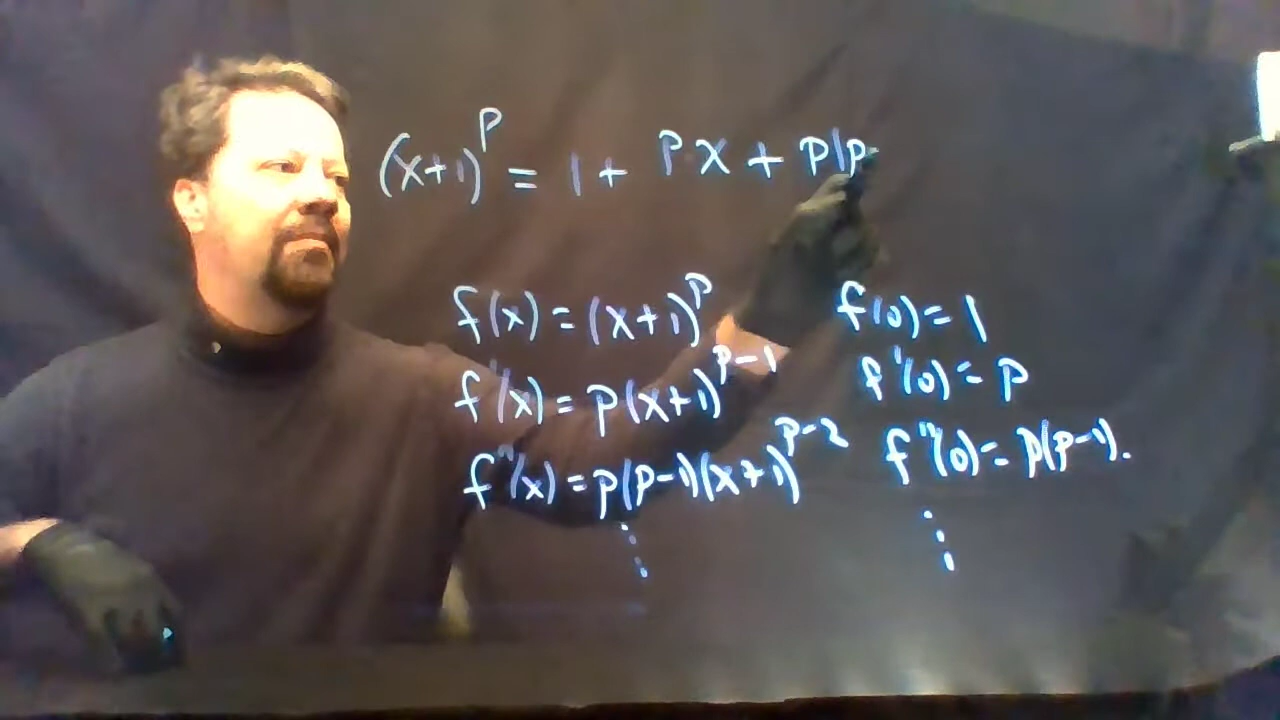 (x+1)^p = 1 + px + p(p-
f(x) = (x+1)^p f(0) = 1
f'(x) = p(x+1)^{p-1} f'(0) = p
f''(x) = p(p-1)(x+1)^{p-2} f''(0) = p(p-1).
⋮ ⋮